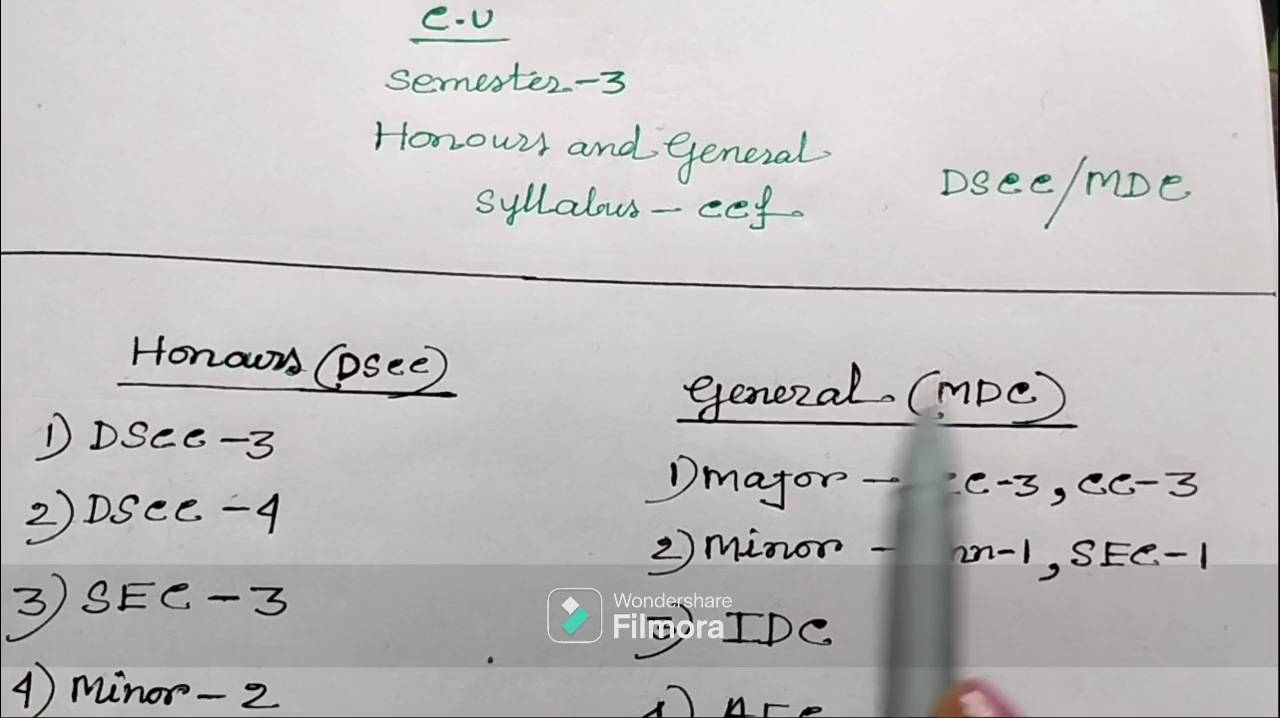 C.U
Semester-3
Honours and General
Syllabus - ccf.
DSCC/MDC
Honours (DSCC)
1) DSCC - 3
2) DSCC - 4
3) SEC - 3
4) Minor - 2
General (MDC)
1) Major - -3, CC-3
2) Minor - -1, SEC-1
IDC
AEC
Wondershare
Filmora